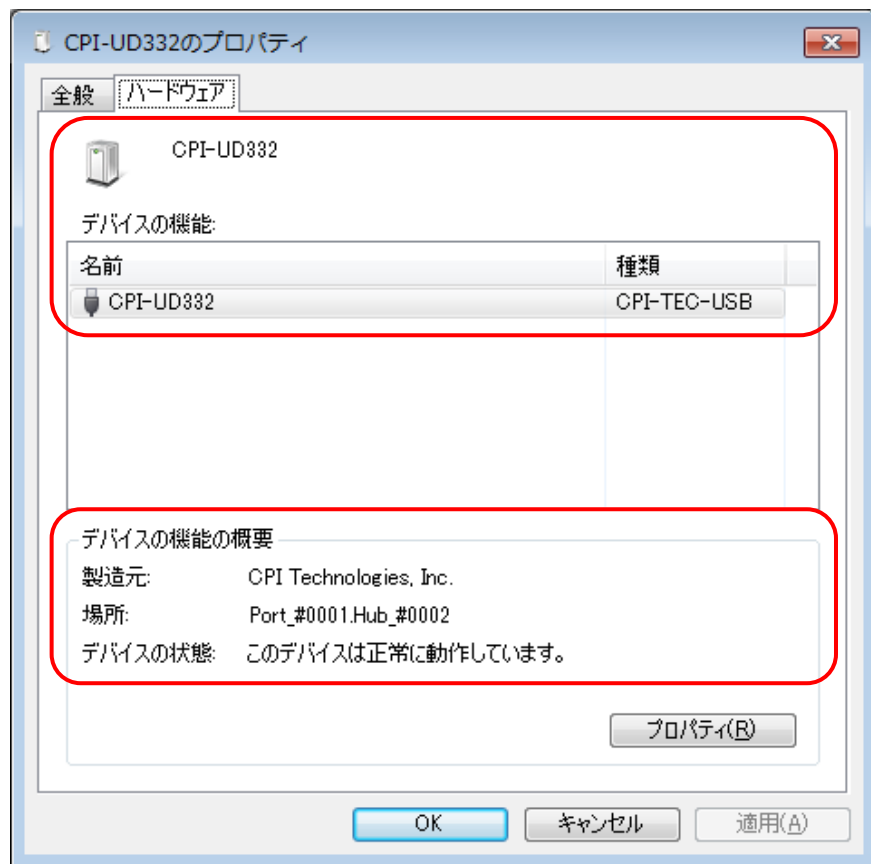 CPI-UD332のプロパティ
全般 ハードウェア
CPI-UD332
デバイスの機能:
名前 種類
CPI-UD332 CPI-TEC-USB
デバイスの機能の概要
製造元: CPI Technologies, Inc.
場所: Port_#0001.Hub_#0002
デバイスの状態: このデバイスは正常に動作しています。
プロパティ(R)
OK キャンセル 適用(A)